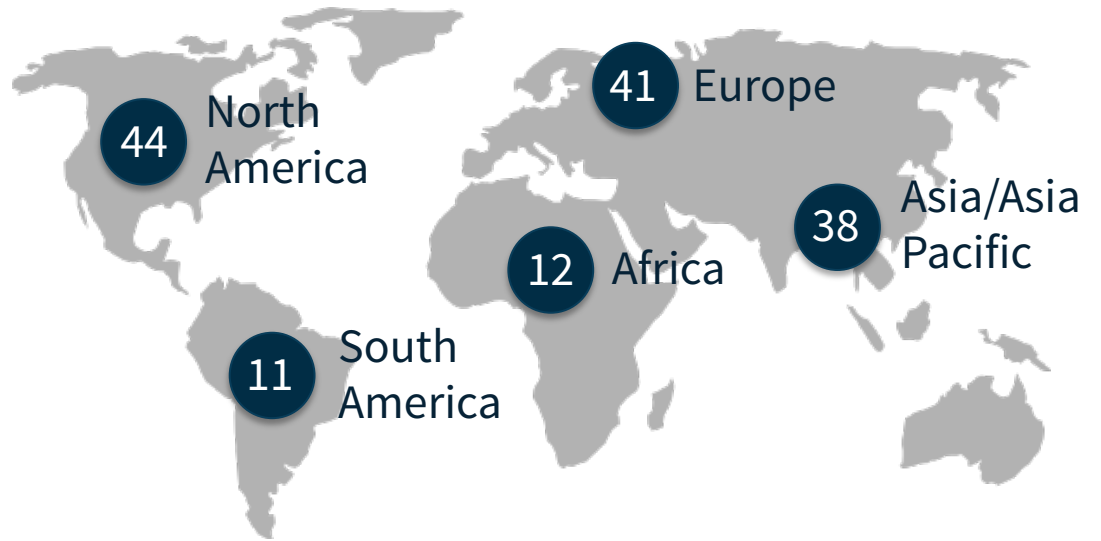 44
North
America
41
Europe
38
Asia/Asia
Pacific
12
Africa
11
South
America